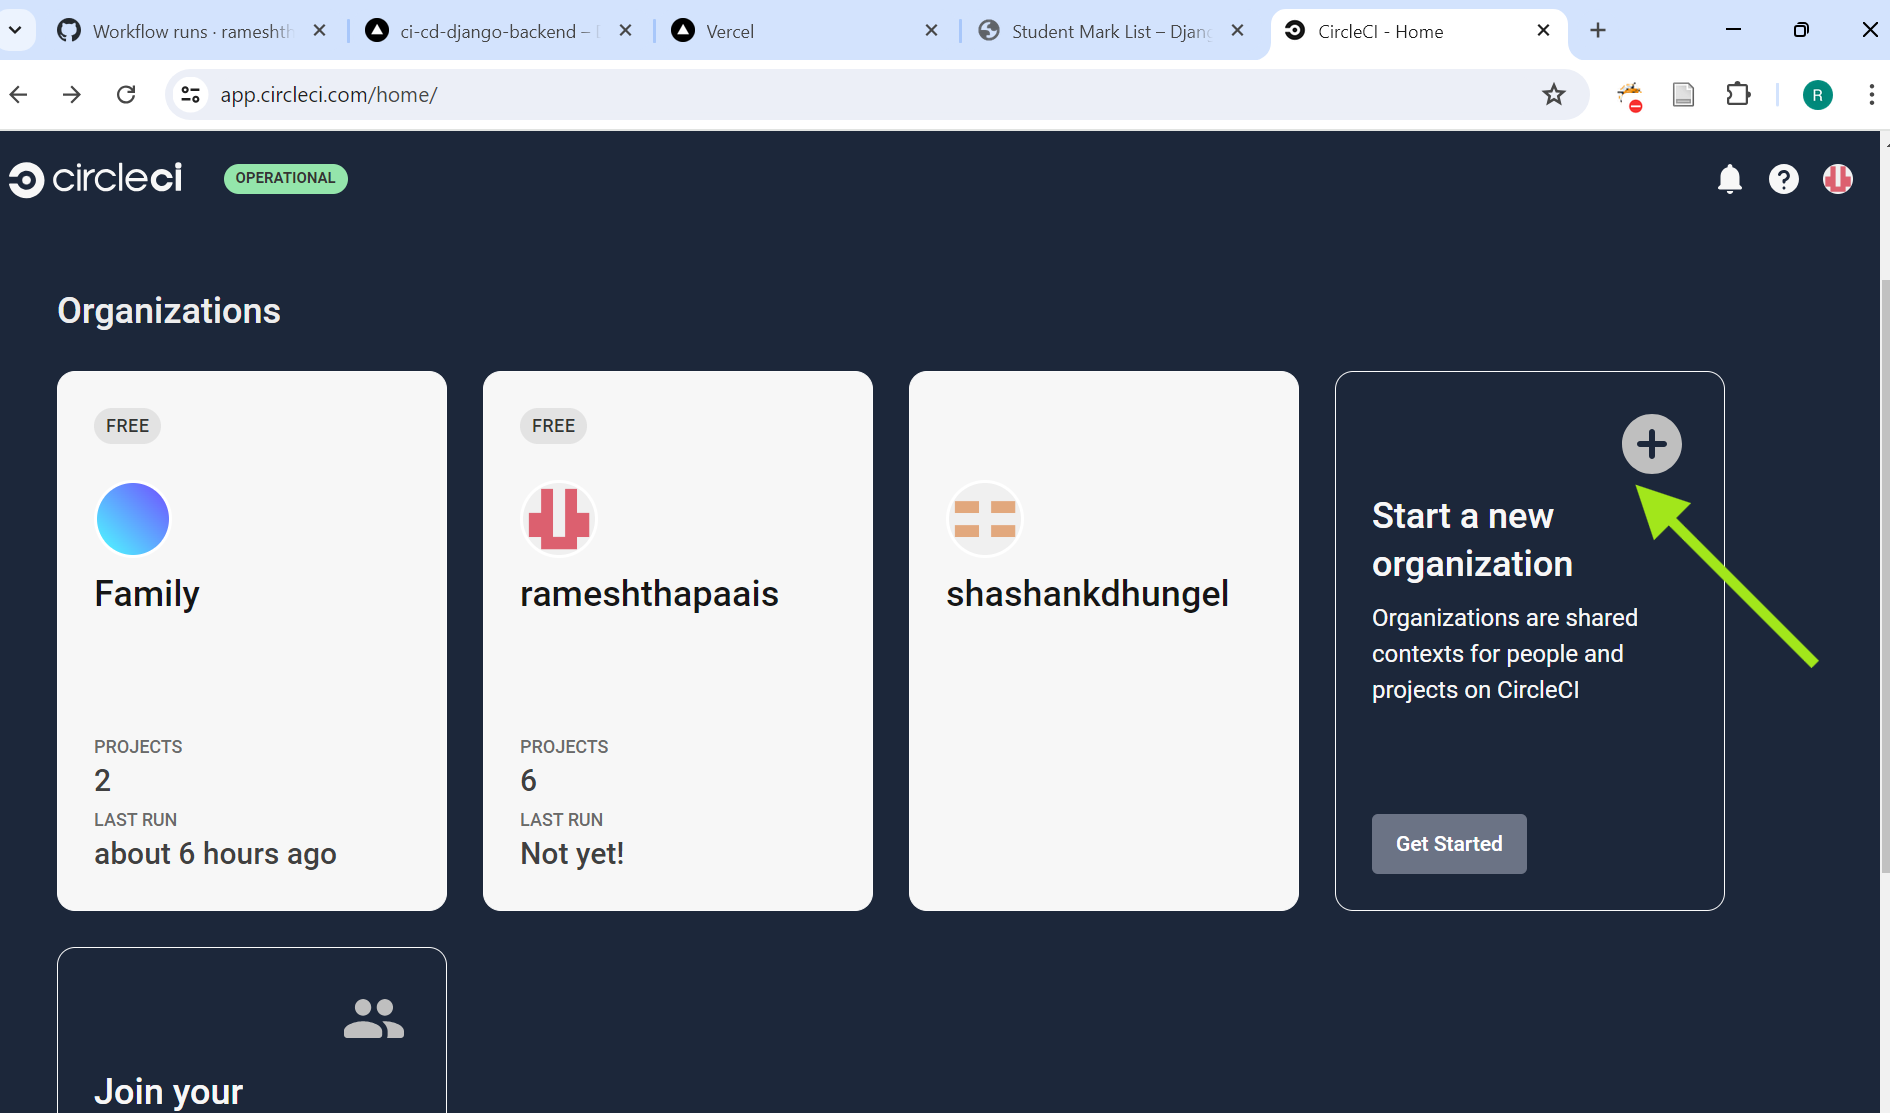 Workflow runs · rameshth
ci-cd-django-backend –
Vercel
Student Mark List – Djang
CircleCI - Home
app.circleci.com/home/
R
circleci
OPERATIONAL
Organizations
FREE
Family
PROJECTS
2
LAST RUN
about 6 hours ago
FREE
rameshthapaais
PROJECTS
6
LAST RUN
Not yet!
shashankdhungel
Start a new
organization
Organizations are shared
contexts for people and
projects on CircleCI
Get Started
Join your